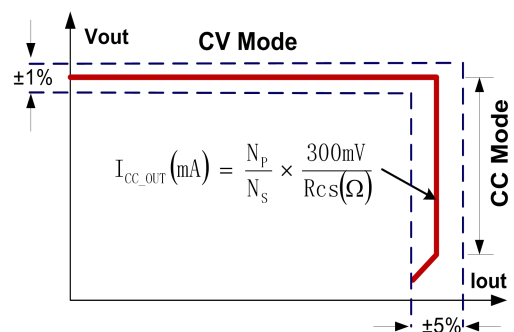 Vout
CV Mode
±1%
I_CC_OUT(mA) = N_P/N_S × 300mV/Rcs(Ω)
CC Mode
Iout
±5%